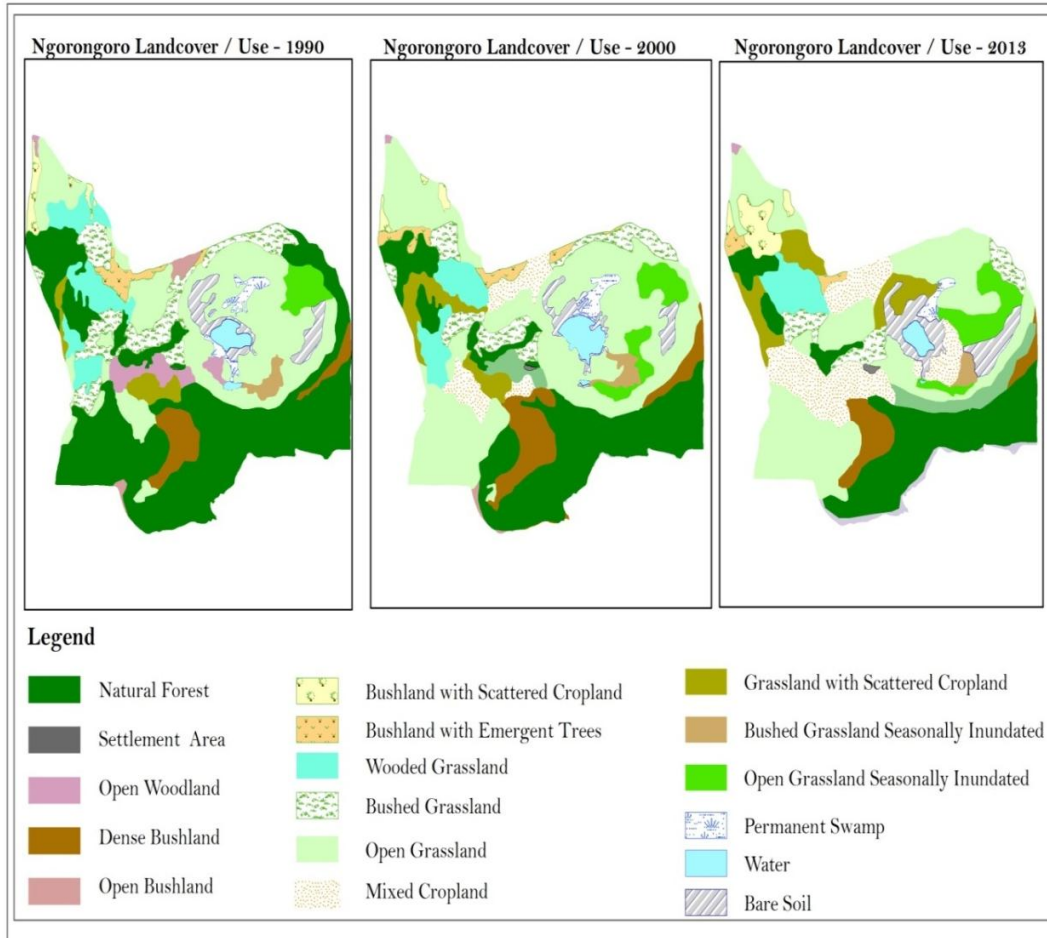 Ngorongoro Landcover / Use - 1990
Ngorongoro Landcover / Use - 2000
Ngorongoro Landcover / Use - 2013
Legend
Natural Forest
Settlement Area
Open Woodland
Dense Bushland
Open Bushland
Bushland with Scattered Cropland
Bushland with Emergent Trees
Wooded Grassland
Bushed Grassland
Open Grassland
Mixed Cropland
Grassland with Scattered Cropland
Bushed Grassland Seasonally Inundated
Open Grassland Seasonally Inundated
Permanent Swamp
Water
Bare Soil